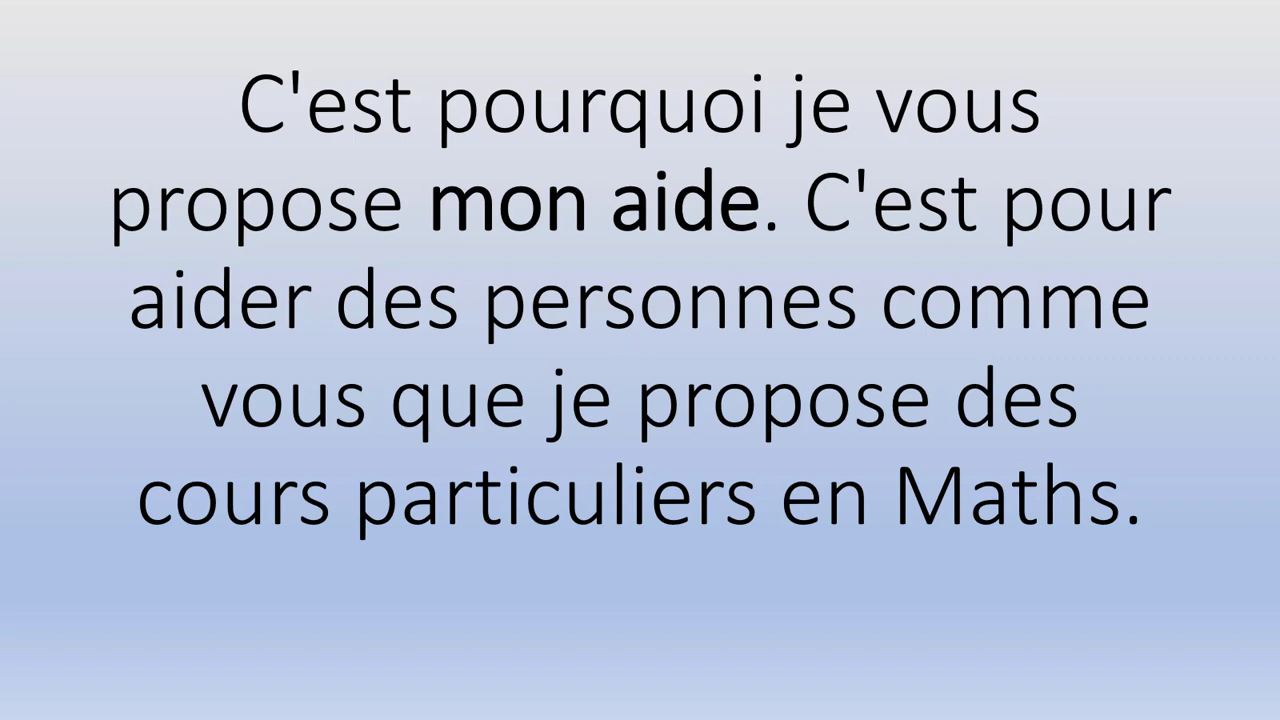 C'est pourquoi je vous
propose mon aide. C'est pour
aider des personnes comme
vous que je propose des
cours particuliers en Maths.